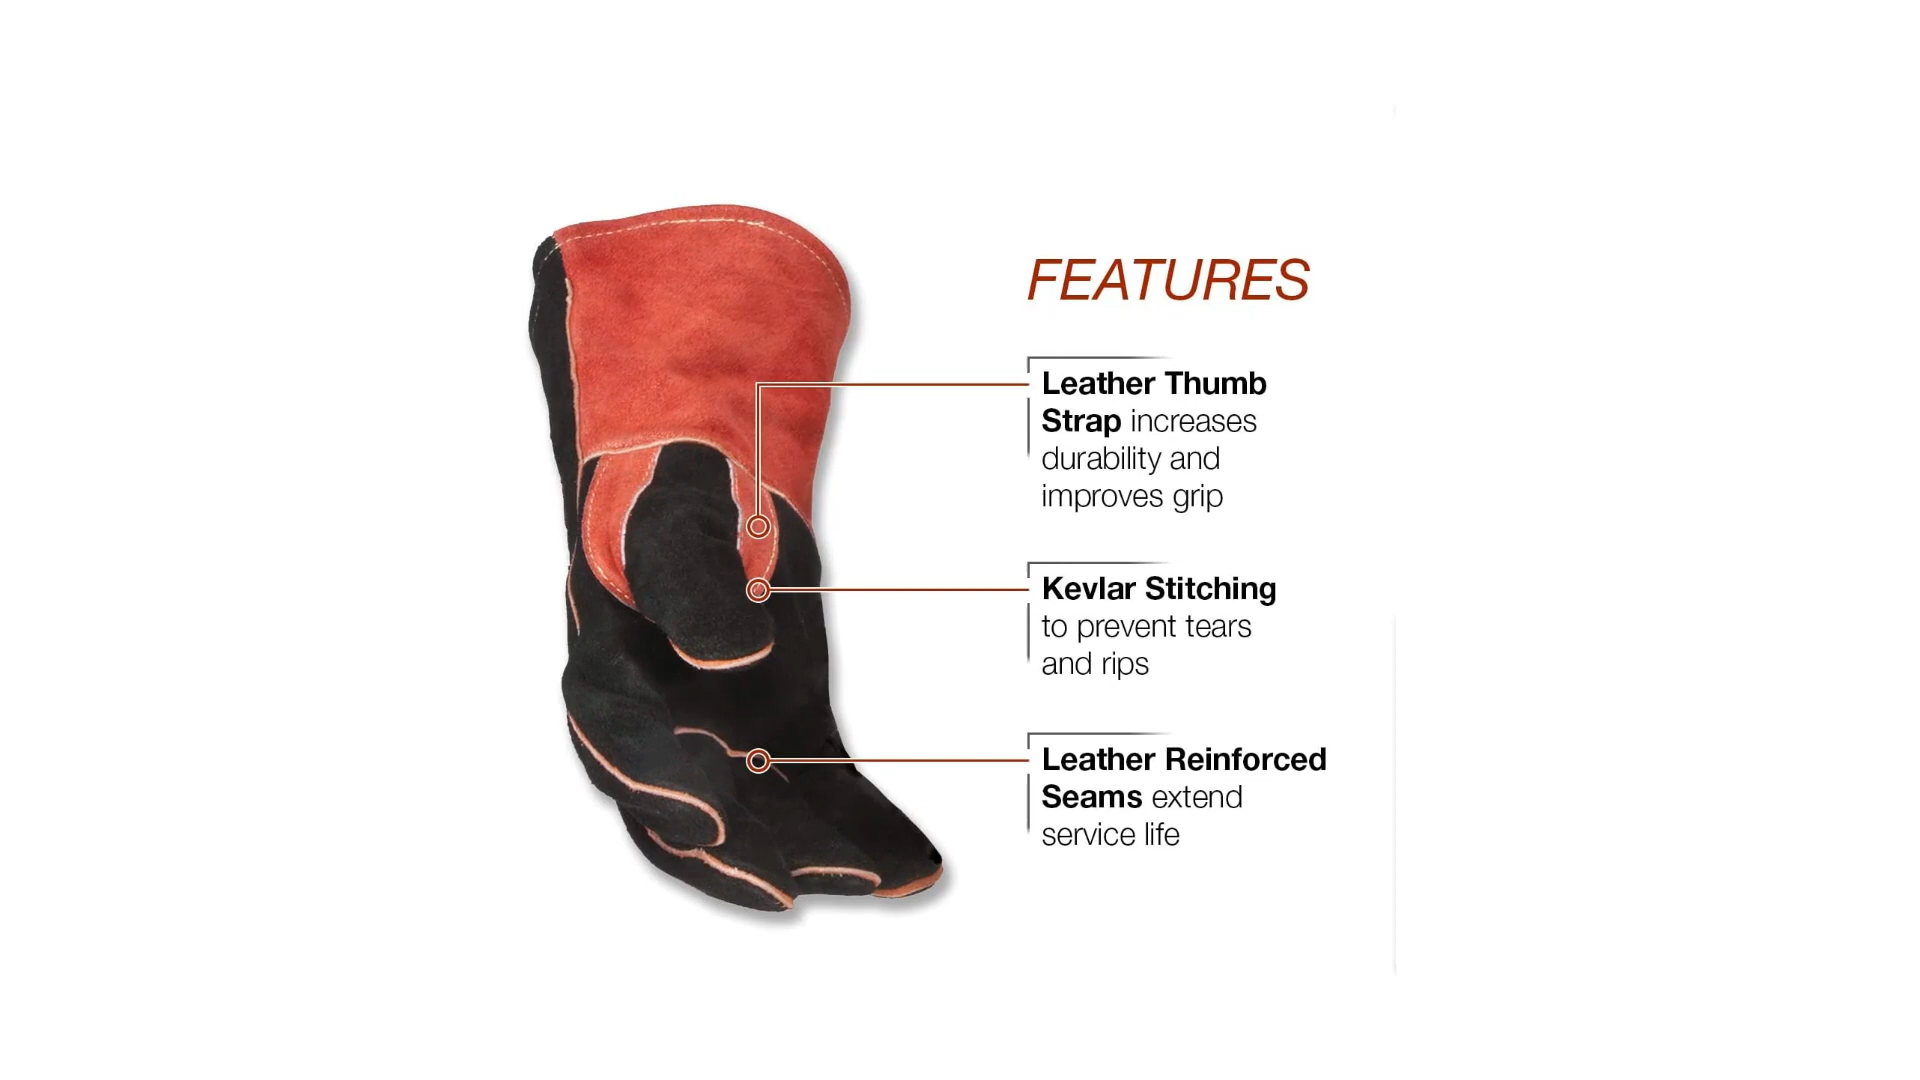 FEATURES
Leather Thumb
Strap increases
durability and
improves grip
Kevlar Stitching
to prevent tears
and rips
Leather Reinforced
Seams extend
service life